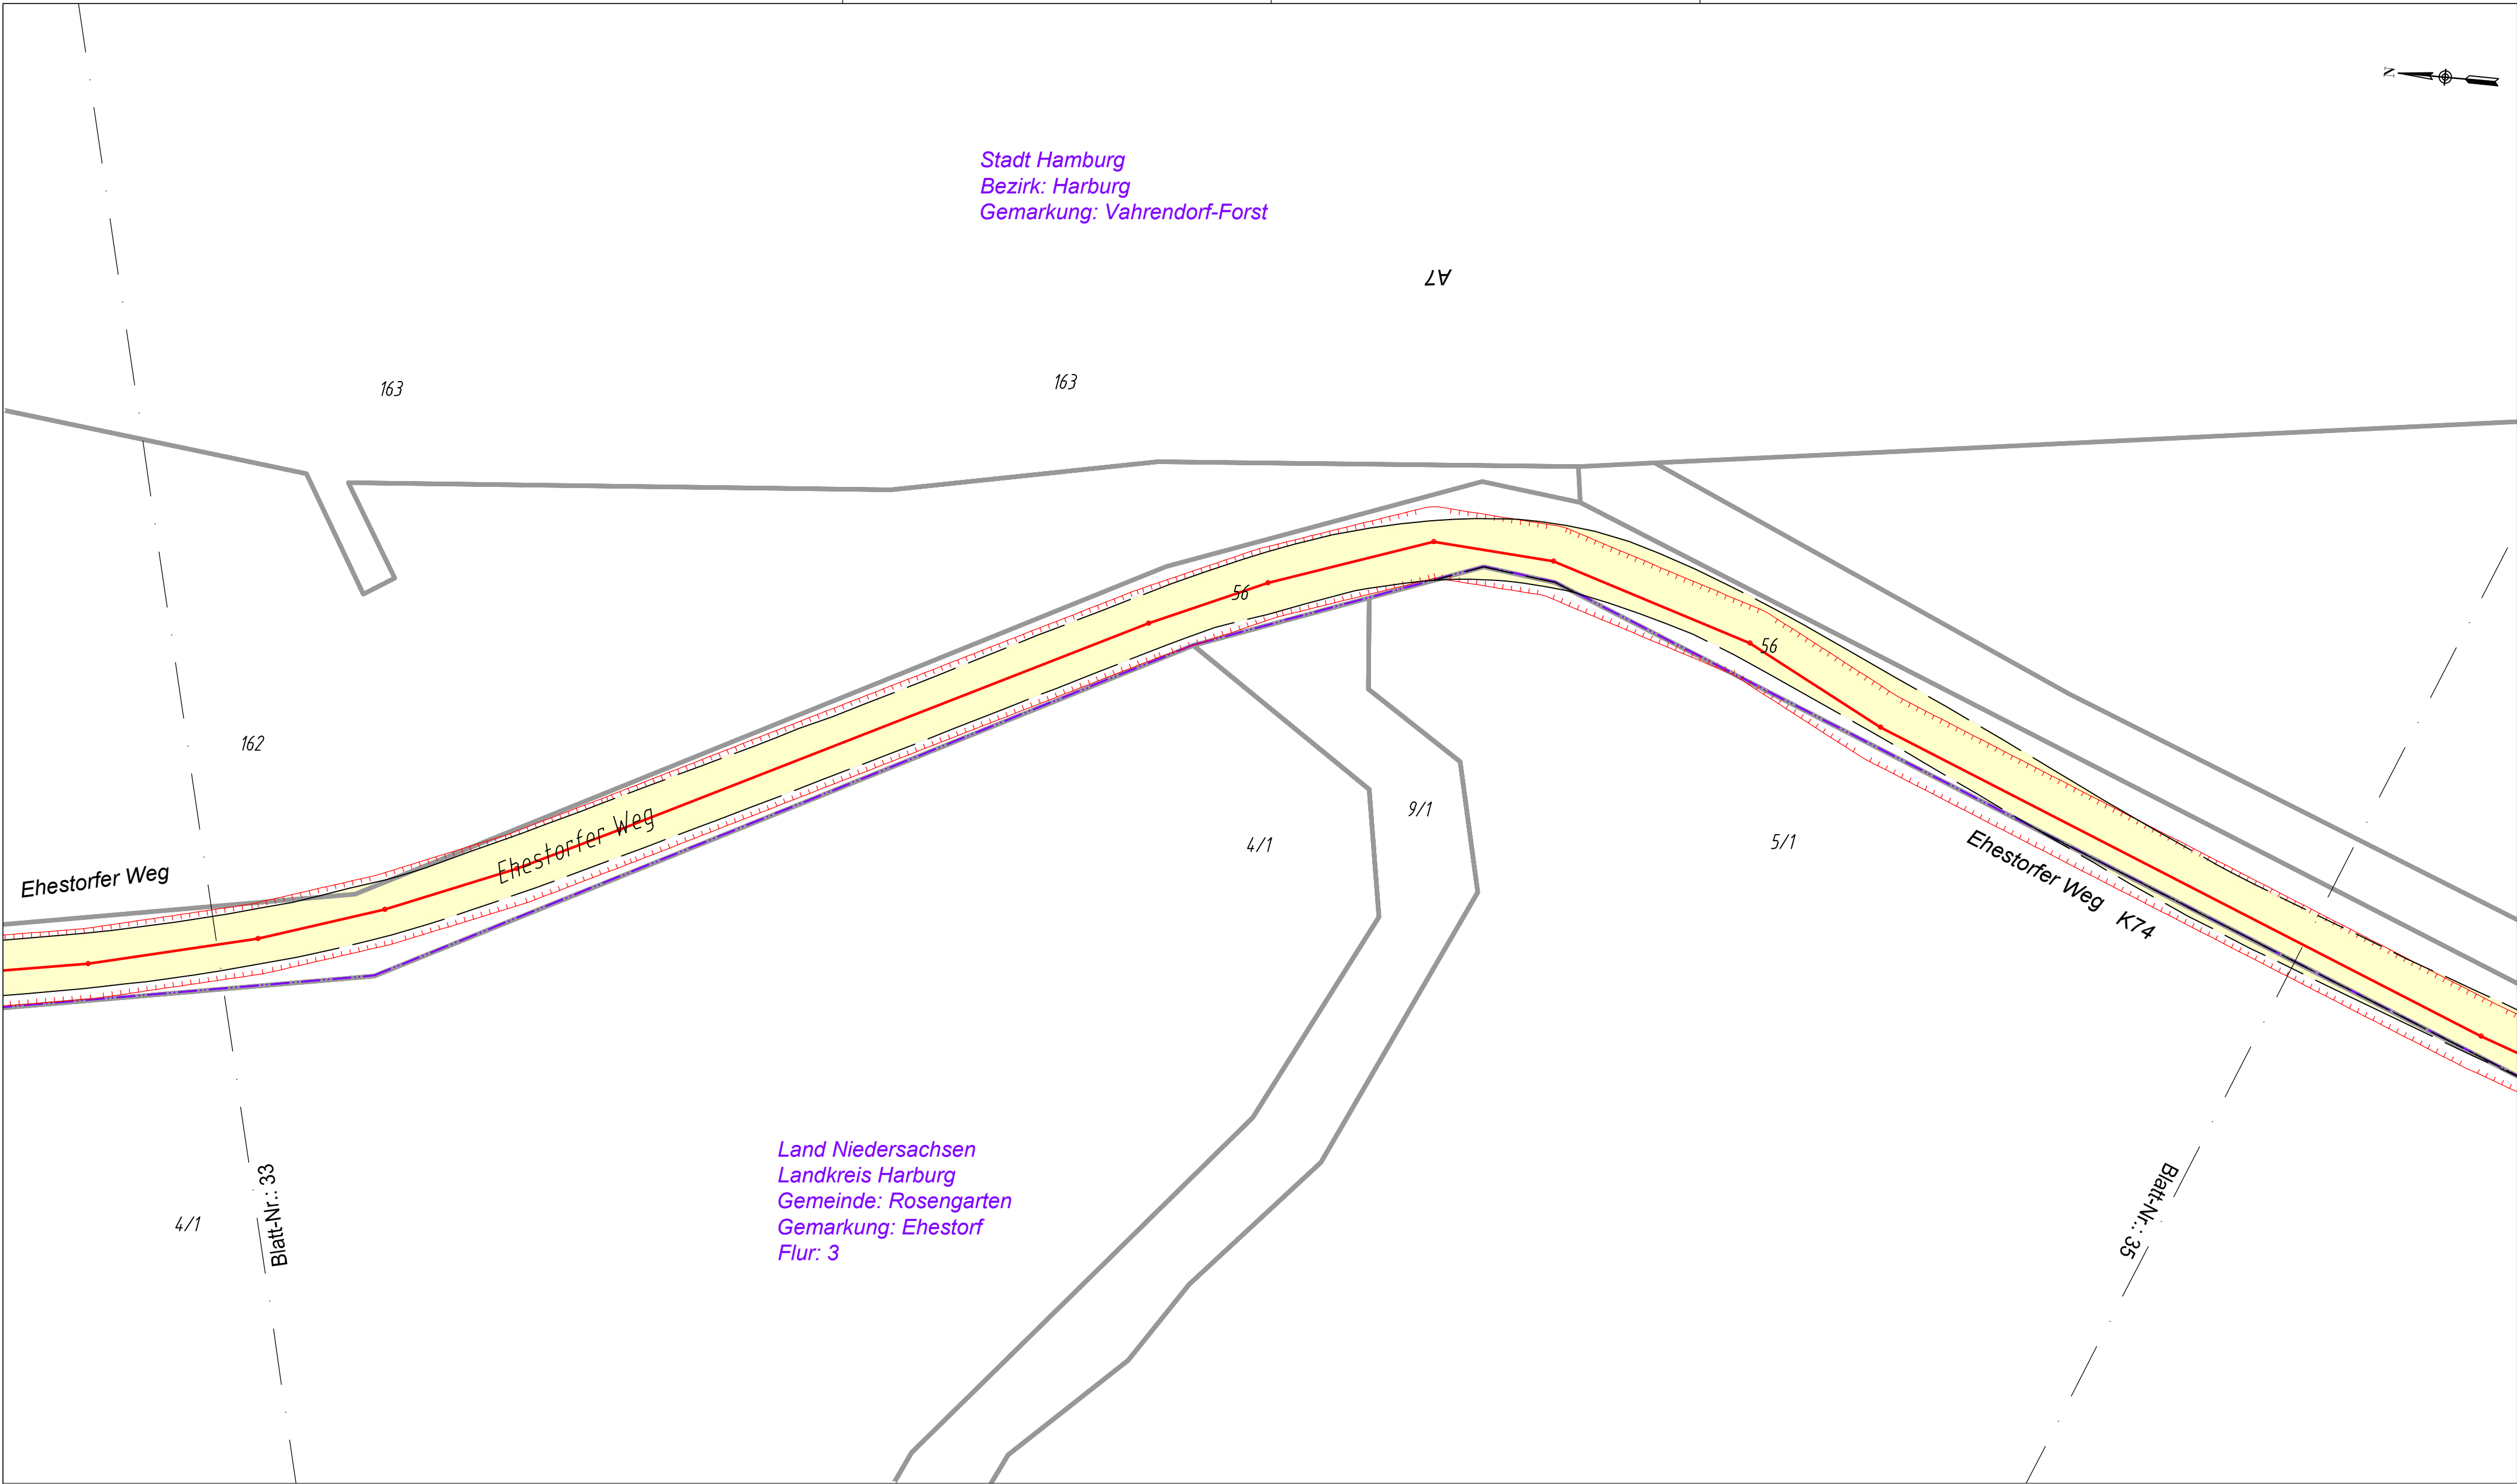 N
Stadt Hamburg
Bezirk: Harburg
Gemarkung: Vahrendorf-Forst
A7
163
163
56
56
162
Ehestorfer Weg
Ehestorfer Weg
9/1
4/1
5/1
Ehestorfer Weg K74
Land Niedersachsen
Landkreis Harburg
Gemeinde: Rosengarten
Gemarkung: Ehestorf
Flur: 3
4/1
Blatt-Nr.: 33
Blatt-Nr.: 35